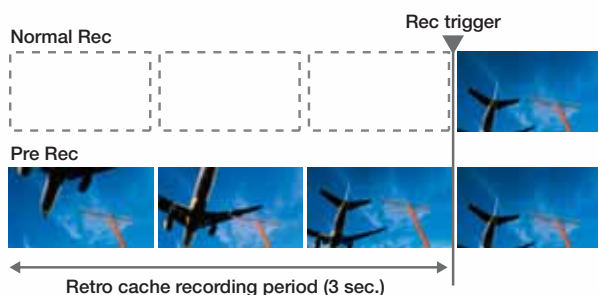 Rec trigger
Normal Rec
Pre Rec
Retro cache recording period (3 sec.)